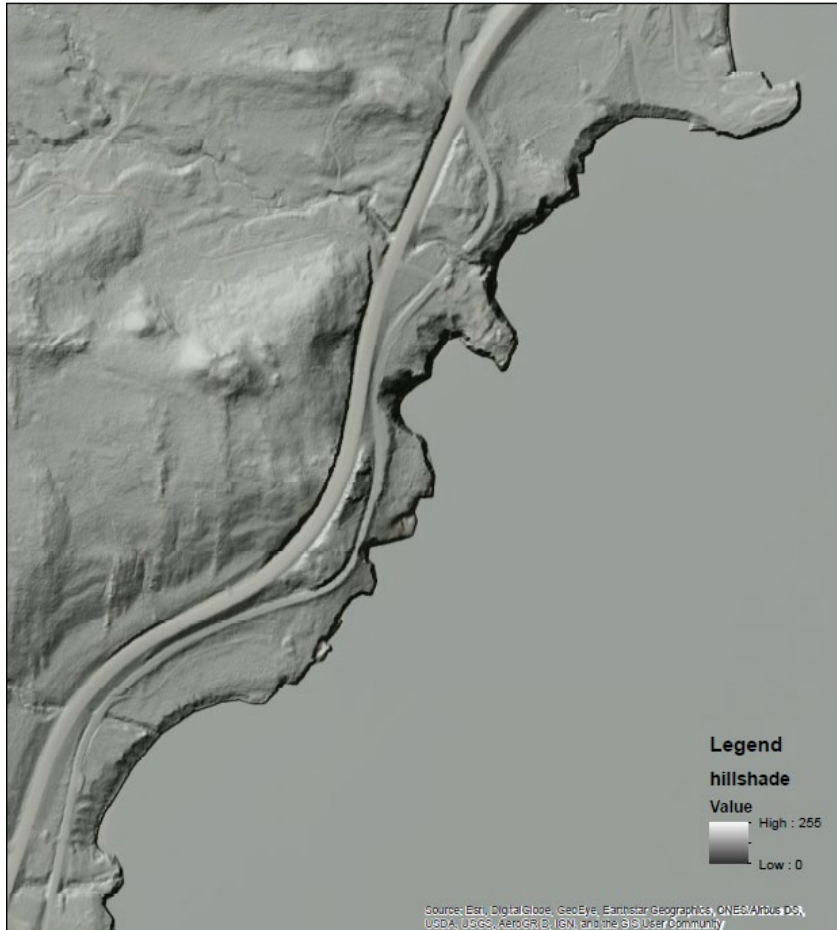 Legend
hillshade
Value
High : 255
Low : 0
Source: Esri, DigitalGlobe, GeoEye, Earthstar Geographics, CNES/Airbus DS,
USDA, USGS, AeroGRID, IGN, and the GIS User Community